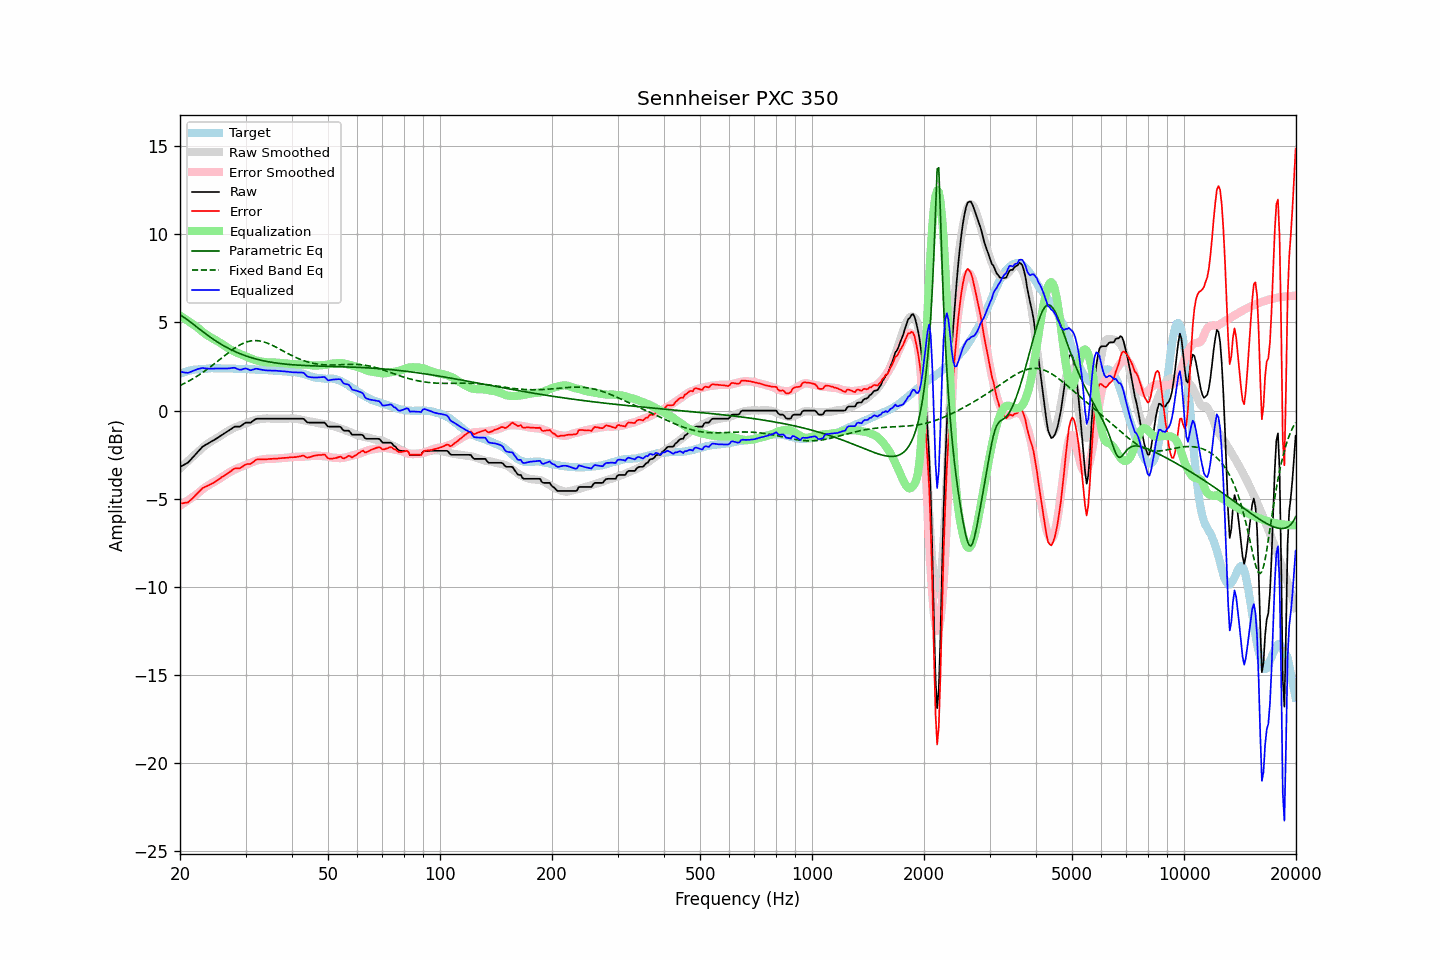 Sennheiser PXC 350
Target
Raw Smoothed
Error Smoothed
Raw
Error
Equalization
Parametric Eq
Fixed Band Eq
Equalized
15
10
5
0
−5
−10
−15
−20
−25
Amplitude (dBr)
20
50
100
200
500
1000
2000
5000
10000
20000
Frequency (Hz)